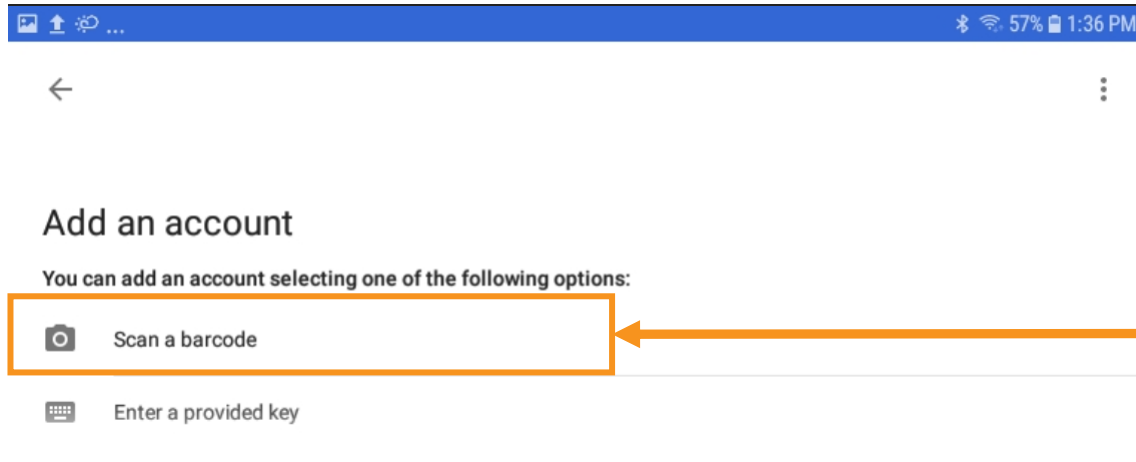 ... 57% 1:36 PM
Add an account
You can add an account selecting one of the following options:
Scan a barcode
Enter a provided key